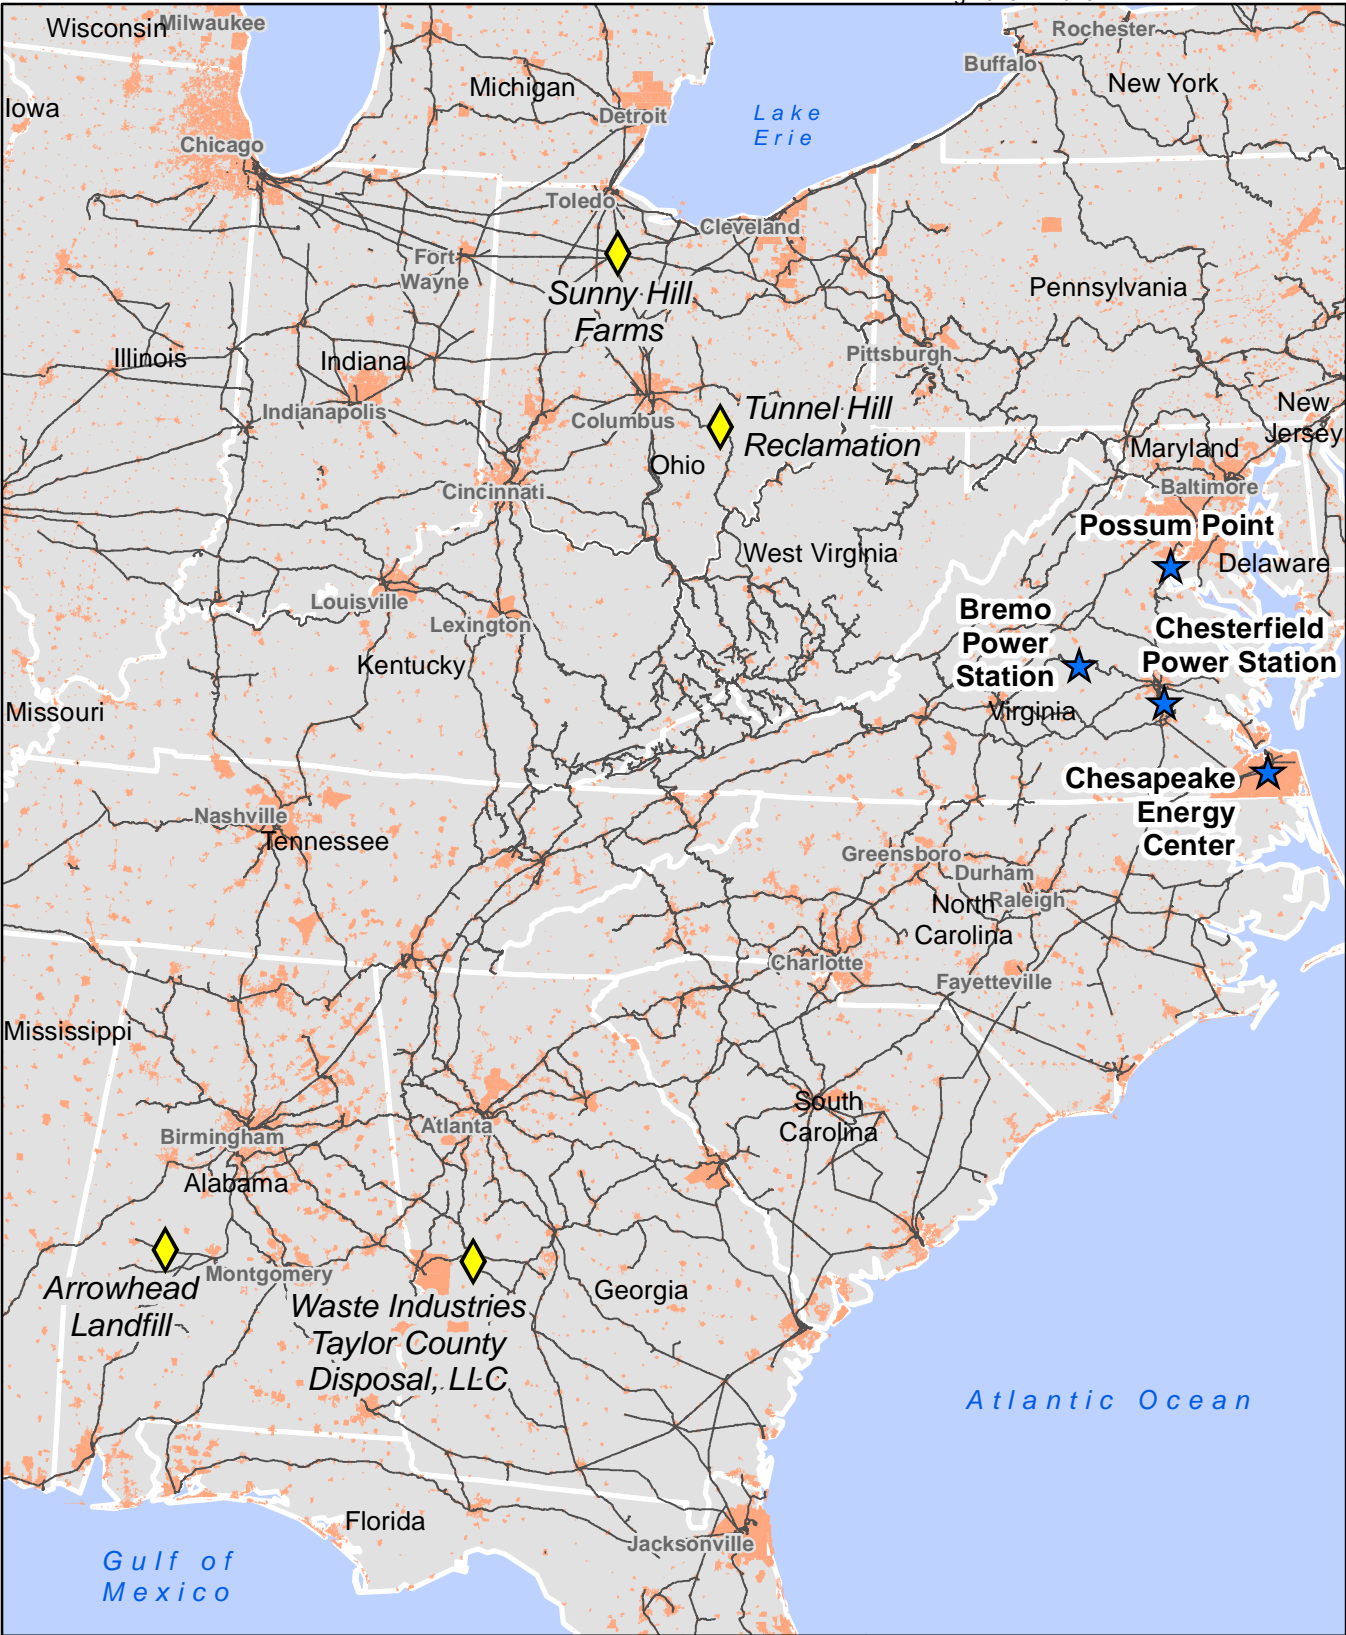 Wisconsin
Milwaukee
Rochester
Buffalo
Michigan
New York
Iowa
Detroit
Lake
Erie
Chicago
Toledo
Cleveland
Fort
Wayne
Sunny Hill
Farms
Pennsylvania
Illinois
Indiana
Pittsburgh
Indianapolis
Columbus
Tunnel Hill
Reclamation
New
Jersey
Maryland
Ohio
Cincinnati
Baltimore
Possum Point
West Virginia
Delaware
Louisville
Lexington
Bremo
Power
Station
Chesterfield
Power Station
Kentucky
Missouri
Virginia
Chesapeake
Energy
Center
Nashville
Tennessee
Greensboro
Durham
Raleigh
North
Carolina
Charlotte
Fayetteville
Mississippi
South
Carolina
Atlanta
Birmingham
Alabama
Arrowhead
Landfill
Montgomery
Waste Industries
Taylor County
Disposal, LLC
Georgia
Atlantic Ocean
Florida
Jacksonville
Gulf of
Mexico